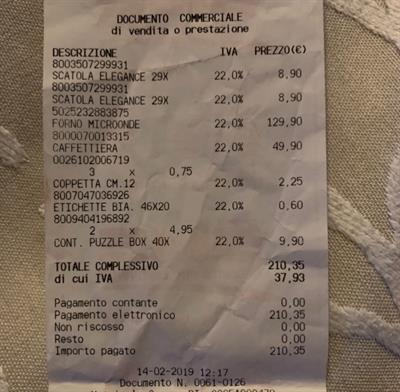 DOCUMENTO COMMERCIALE
di vendita o prestazione
DESCRIZIONE IVA PREZZO(€)
8003507299931
SCATOLA ELEGANCE 29X 22,0% 8,90
8003507299931
SCATOLA ELEGANCE 29X 22,0% 8,90
5025232883875
FORNO MICROONDE 22,0% 129,90
8000070013315
CAFFETTIERA 22,0% 49,90
0026102006719
3 x 0,75
COPPETTA CM.12 22,0% 2,25
8007047036926
ETICHETTE BIA. 46X20 22,0% 0,60
8009404196892
2 x 4,95
CONT. PUZZLE BOX 40X 22,0% 9,90
TOTALE COMPLESSIVO 210,35
di cui IVA 37,93
Pagamento contante 0,00
Pagamento elettronico 210,35
Non riscosso 0,00
Resto 0,00
Importo pagato 210,35
14-02-2019 12:17
Documento N. 0061-0126